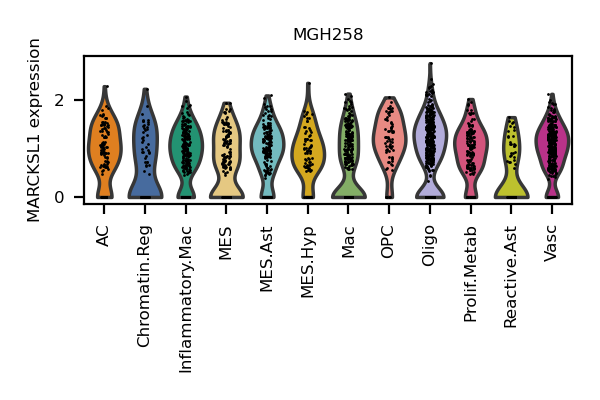 MGH258
MARCKSL1 expression
2
0
AC
Chromatin.Reg
Inflammatory.Mac
MES
MES.Ast
MES.Hyp
Mac
OPC
Oligo
Prolif.Metab
Reactive.Ast
Vasc